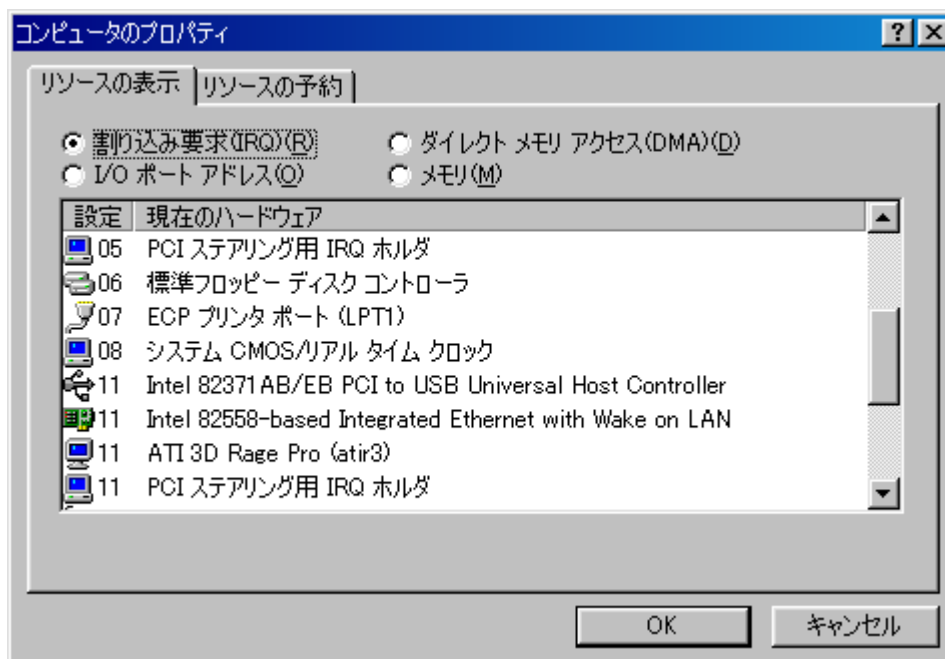 コンピュータのプロパティ
リソースの表示 リソースの予約
割り込み要求(IRQ)(R) ダイレクト メモリ アクセス(DMA)(D)
I/O ポート アドレス(O) メモリ(M)
設定 現在のハードウェア
05 PCI ステアリング用 IRQ ホルダ
06 標準フロッピー ディスク コントローラ
07 ECP プリンタ ポート (LPT1)
08 システム CMOS/リアル タイム クロック
11 Intel 82371AB/EB PCI to USB Universal Host Controller
11 Intel 82558-based Integrated Ethernet with Wake on LAN
11 ATI 3D Rage Pro (atir3)
11 PCI ステアリング用 IRQ ホルダ
OK キャンセル